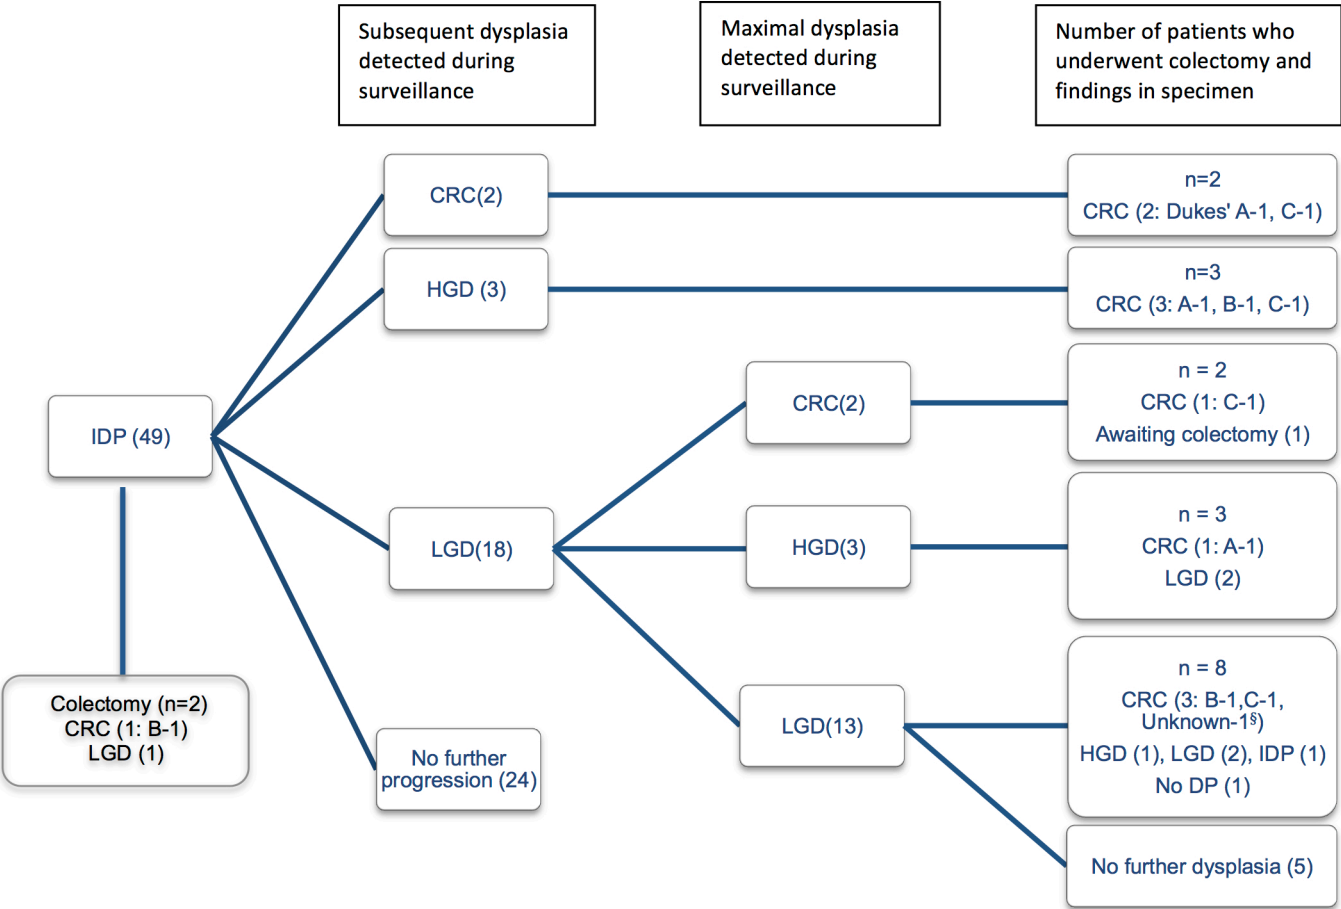 Subsequent dysplasia
detected during
surveillance
Maximal dysplasia
detected during
surveillance
Number of patients who
underwent colectomy and
findings in specimen
CRC(2)
n=2
CRC (2: Dukes' A-1, C-1)
HGD (3)
n=3
CRC (3: A-1, B-1, C-1)
IDP (49)
CRC(2)
n = 2
CRC (1: C-1)
Awaiting colectomy (1)
LGD(18)
HGD(3)
n = 3
CRC (1: A-1)
LGD (2)
Colectomy (n=2)
CRC (1: B-1)
LGD (1)
No further
progression (24)
LGD(13)
n = 8
CRC (3: B-1,C-1,
Unknown-1§)
HGD (1), LGD (2), IDP (1)
No DP (1)
No further dysplasia (5)